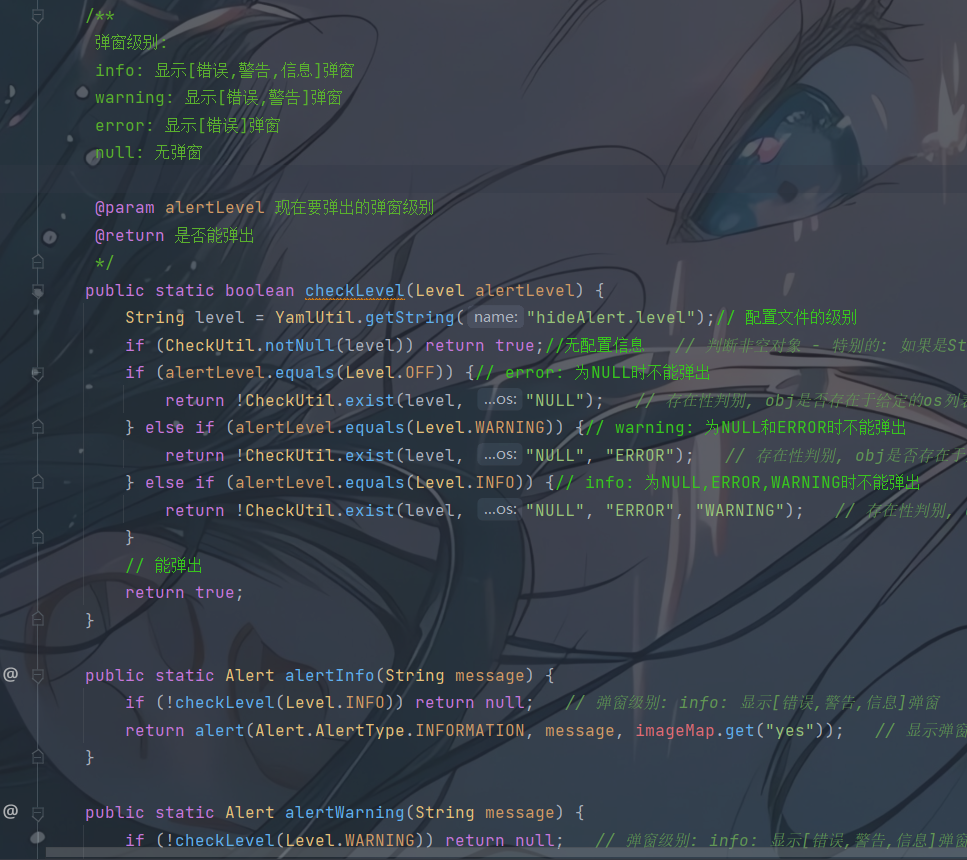 /**
弹窗级别:
info: 显示[错误,警告,信息]弹窗
warning: 显示[错误,警告]弹窗
error: 显示[错误]弹窗
null: 无弹窗
@param alertLevel 现在要弹出的弹窗级别
@return 是否能弹出
*/
public static boolean checkLevel(Level alertLevel) {
String level = YamlUtil.getString( name: "hideAlert.level");// 配置文件的级别
if (CheckUtil.notNull(level)) return true;//无配置信息 // 判断非空对象 - 特别的: 如果是St
if (alertLevel.equals(Level.OFF)) {// error: 为NULL时不能弹出
return !CheckUtil.exist(level, ...os: "NULL"); // 存在性判别, obj是否存在于给定的os列
} else if (alertLevel.equals(Level.WARNING)) {// warning: 为NULL和ERROR时不能弹出
return !CheckUtil.exist(level, ...os: "NULL", "ERROR"); // 存在性判别, obj是否存在于
} else if (alertLevel.equals(Level.INFO)) {// info: 为NULL,ERROR,WARNING时不能弹出
return !CheckUtil.exist(level, ...os: "NULL", "ERROR", "WARNING"); // 存在性判别,
}
// 能弹出
return true;
}
@ public static Alert alertInfo(String message) {
if (!checkLevel(Level.INFO)) return null; // 弹窗级别: info: 显示[错误,警告,信息]弹窗
return alert(Alert.AlertType.INFORMATION, message, imageMap.get("yes")); // 显示弹窗
}
@ public static Alert alertWarning(String message) {
if (!checkLevel(Level.WARNING)) return null; // 弹窗级别: info: 显示[错误,警告,信息]弹窗